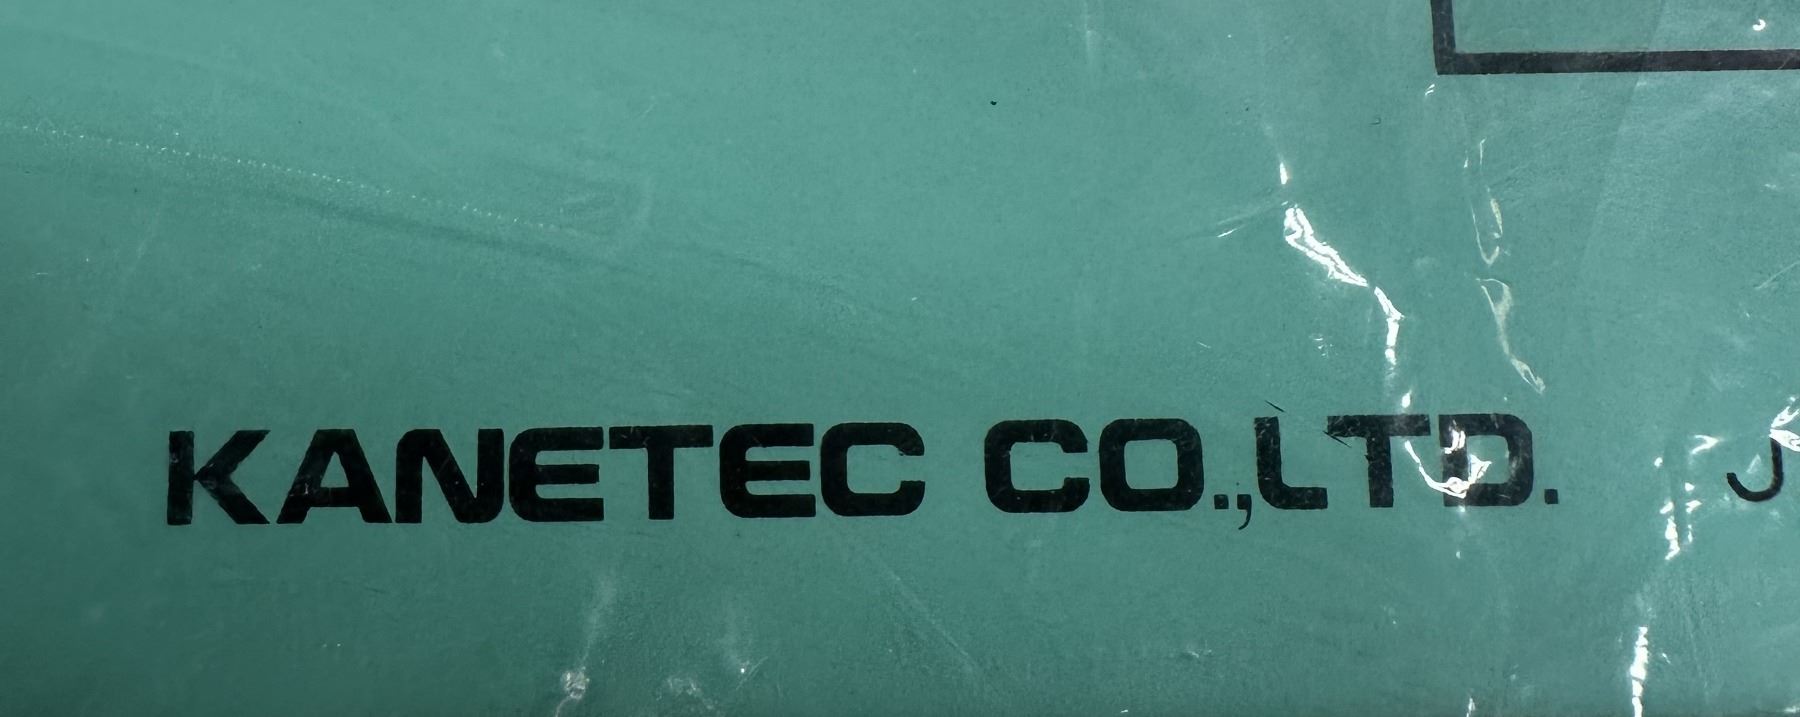 KANETEC CO.,LTD. J